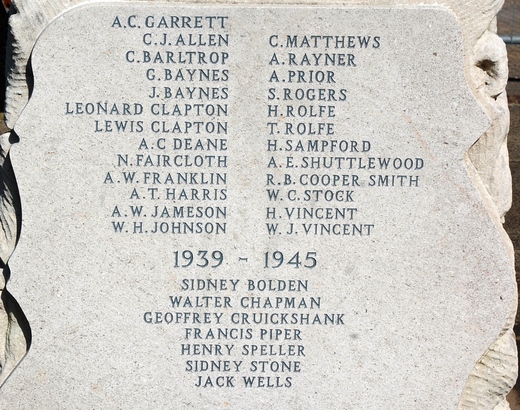 A.C. GARRETT
C.J. ALLEN
C. BARLTROP
G. BAYNES
J. BAYNES
LEONARD CLAPTON
LEWIS CLAPTON
A.C DEANE
N. FAIRCLOTH
A.W. FRANKLIN
A.T. HARRIS
A.W. JAMESON
W.H. JOHNSON
C. MATTHEWS
A. RAYNER
A. PRIOR
S. ROGERS
H. ROLFE
T. ROLFE
H. SAMPFORD
A.E. SHUTTLEWOOD
R.B. COOPER SMITH
W.C. STOCK
H. VINCENT
W.J. VINCENT
1939 - 1945
SIDNEY BOLDEN
WALTER CHAPMAN
GEOFFREY CRUICKSHANK
FRANCIS PIPER
HENRY SPELLER
SIDNEY STONE
JACK WELLS